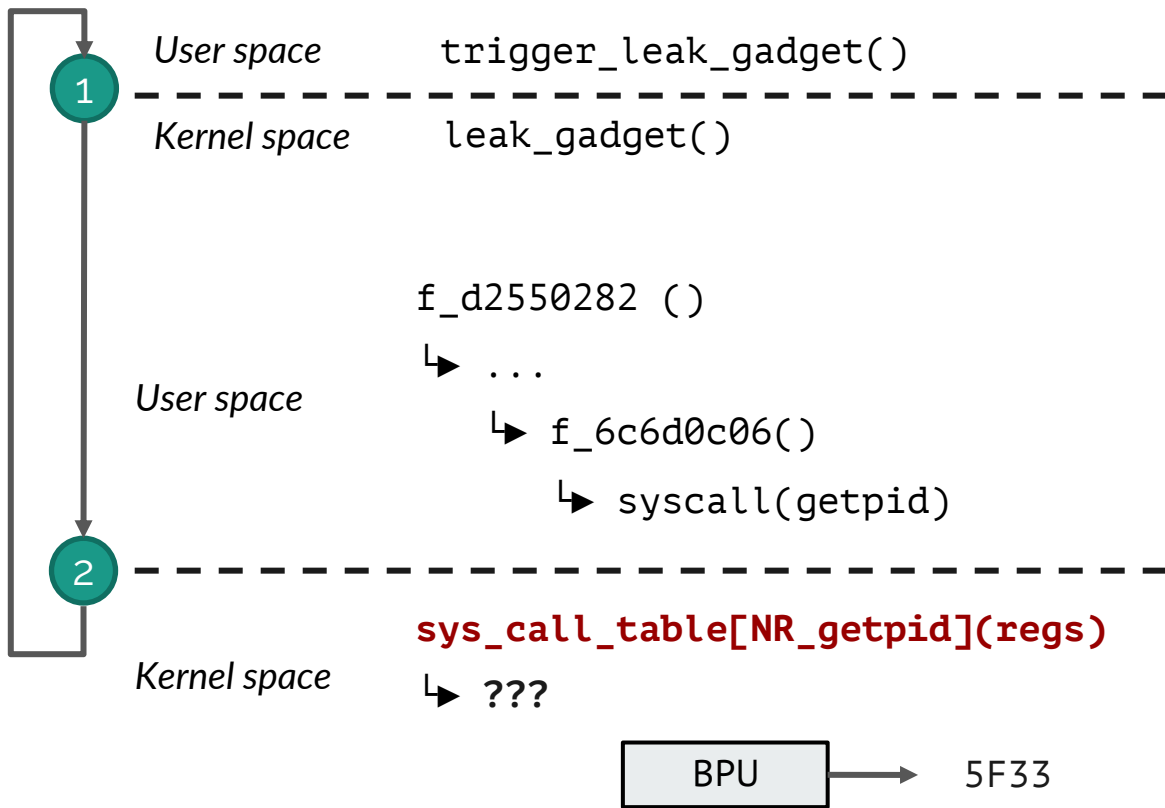 User space trigger_leak_gadget()
1
Kernel space leak_gadget()
f_d2550282 ()
...
User space
f_6c6d0c06()
syscall(getpid)
2
sys_call_table[NR_getpid](regs)
Kernel space
???
BPU 5F33